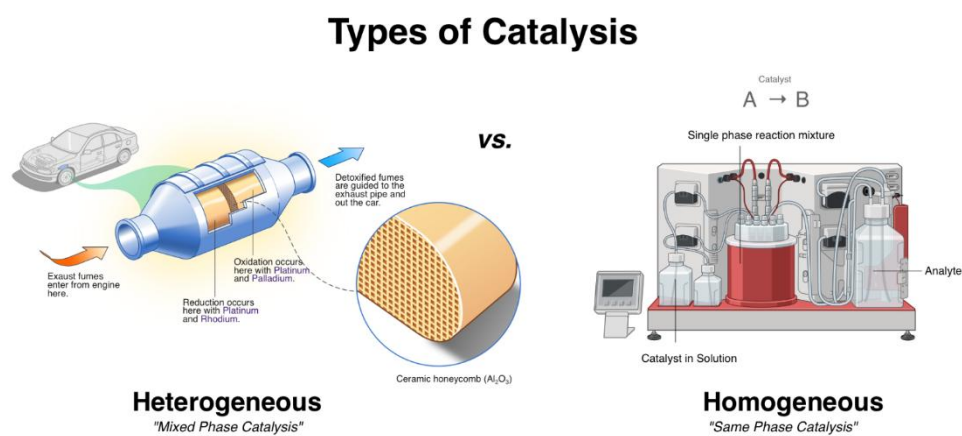 Types of Catalysis
Exaust fumes
enter from engine
here.
Reduction occurs
here with Platinum
and Rhodium.
Oxidation occurs
here with Platinum
and Palladium.
Detoxified fumes
are guided to the
exhaust pipe and
out the car.
Ceramic honeycomb (Al₂O₃)
Heterogeneous
"Mixed Phase Catalysis"
vs.
Catalyst
A → B
Single phase reaction mixture
Analyte
Catalyst in Solution
Homogeneous
"Same Phase Catalysis"